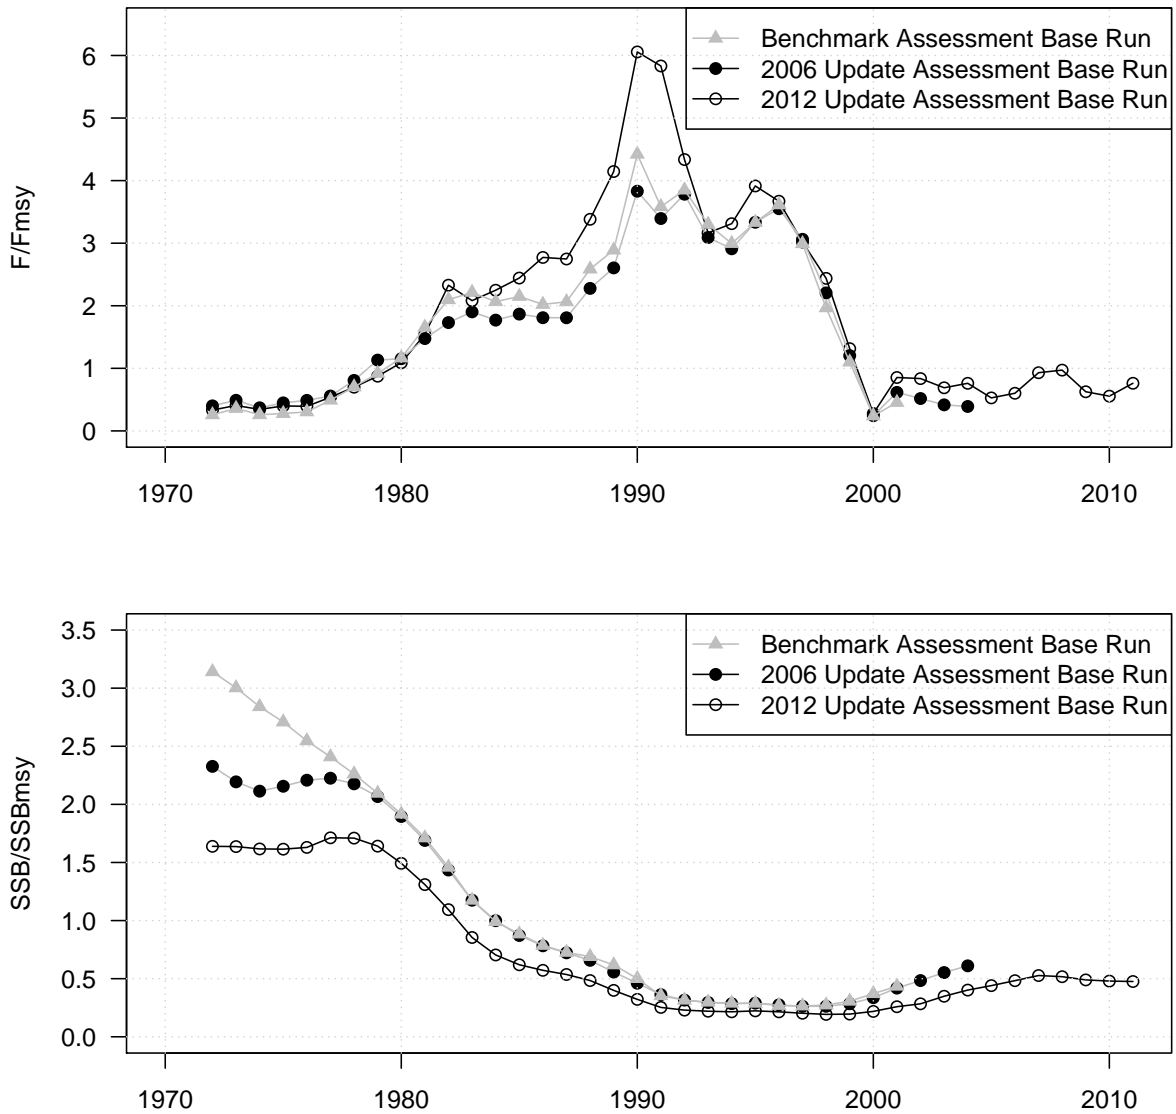 Benchmark Assessment Base Run
2006 Update Assessment Base Run
2012 Update Assessment Base Run
F/Fmsy
6
5
4
3
2
1
0
1970 1980 1990 2000 2010
Benchmark Assessment Base Run
2006 Update Assessment Base Run
2012 Update Assessment Base Run
SSB/SSBmsy
3.5
3.0
2.5
2.0
1.5
1.0
0.5
0.0
1970 1980 1990 2000 2010